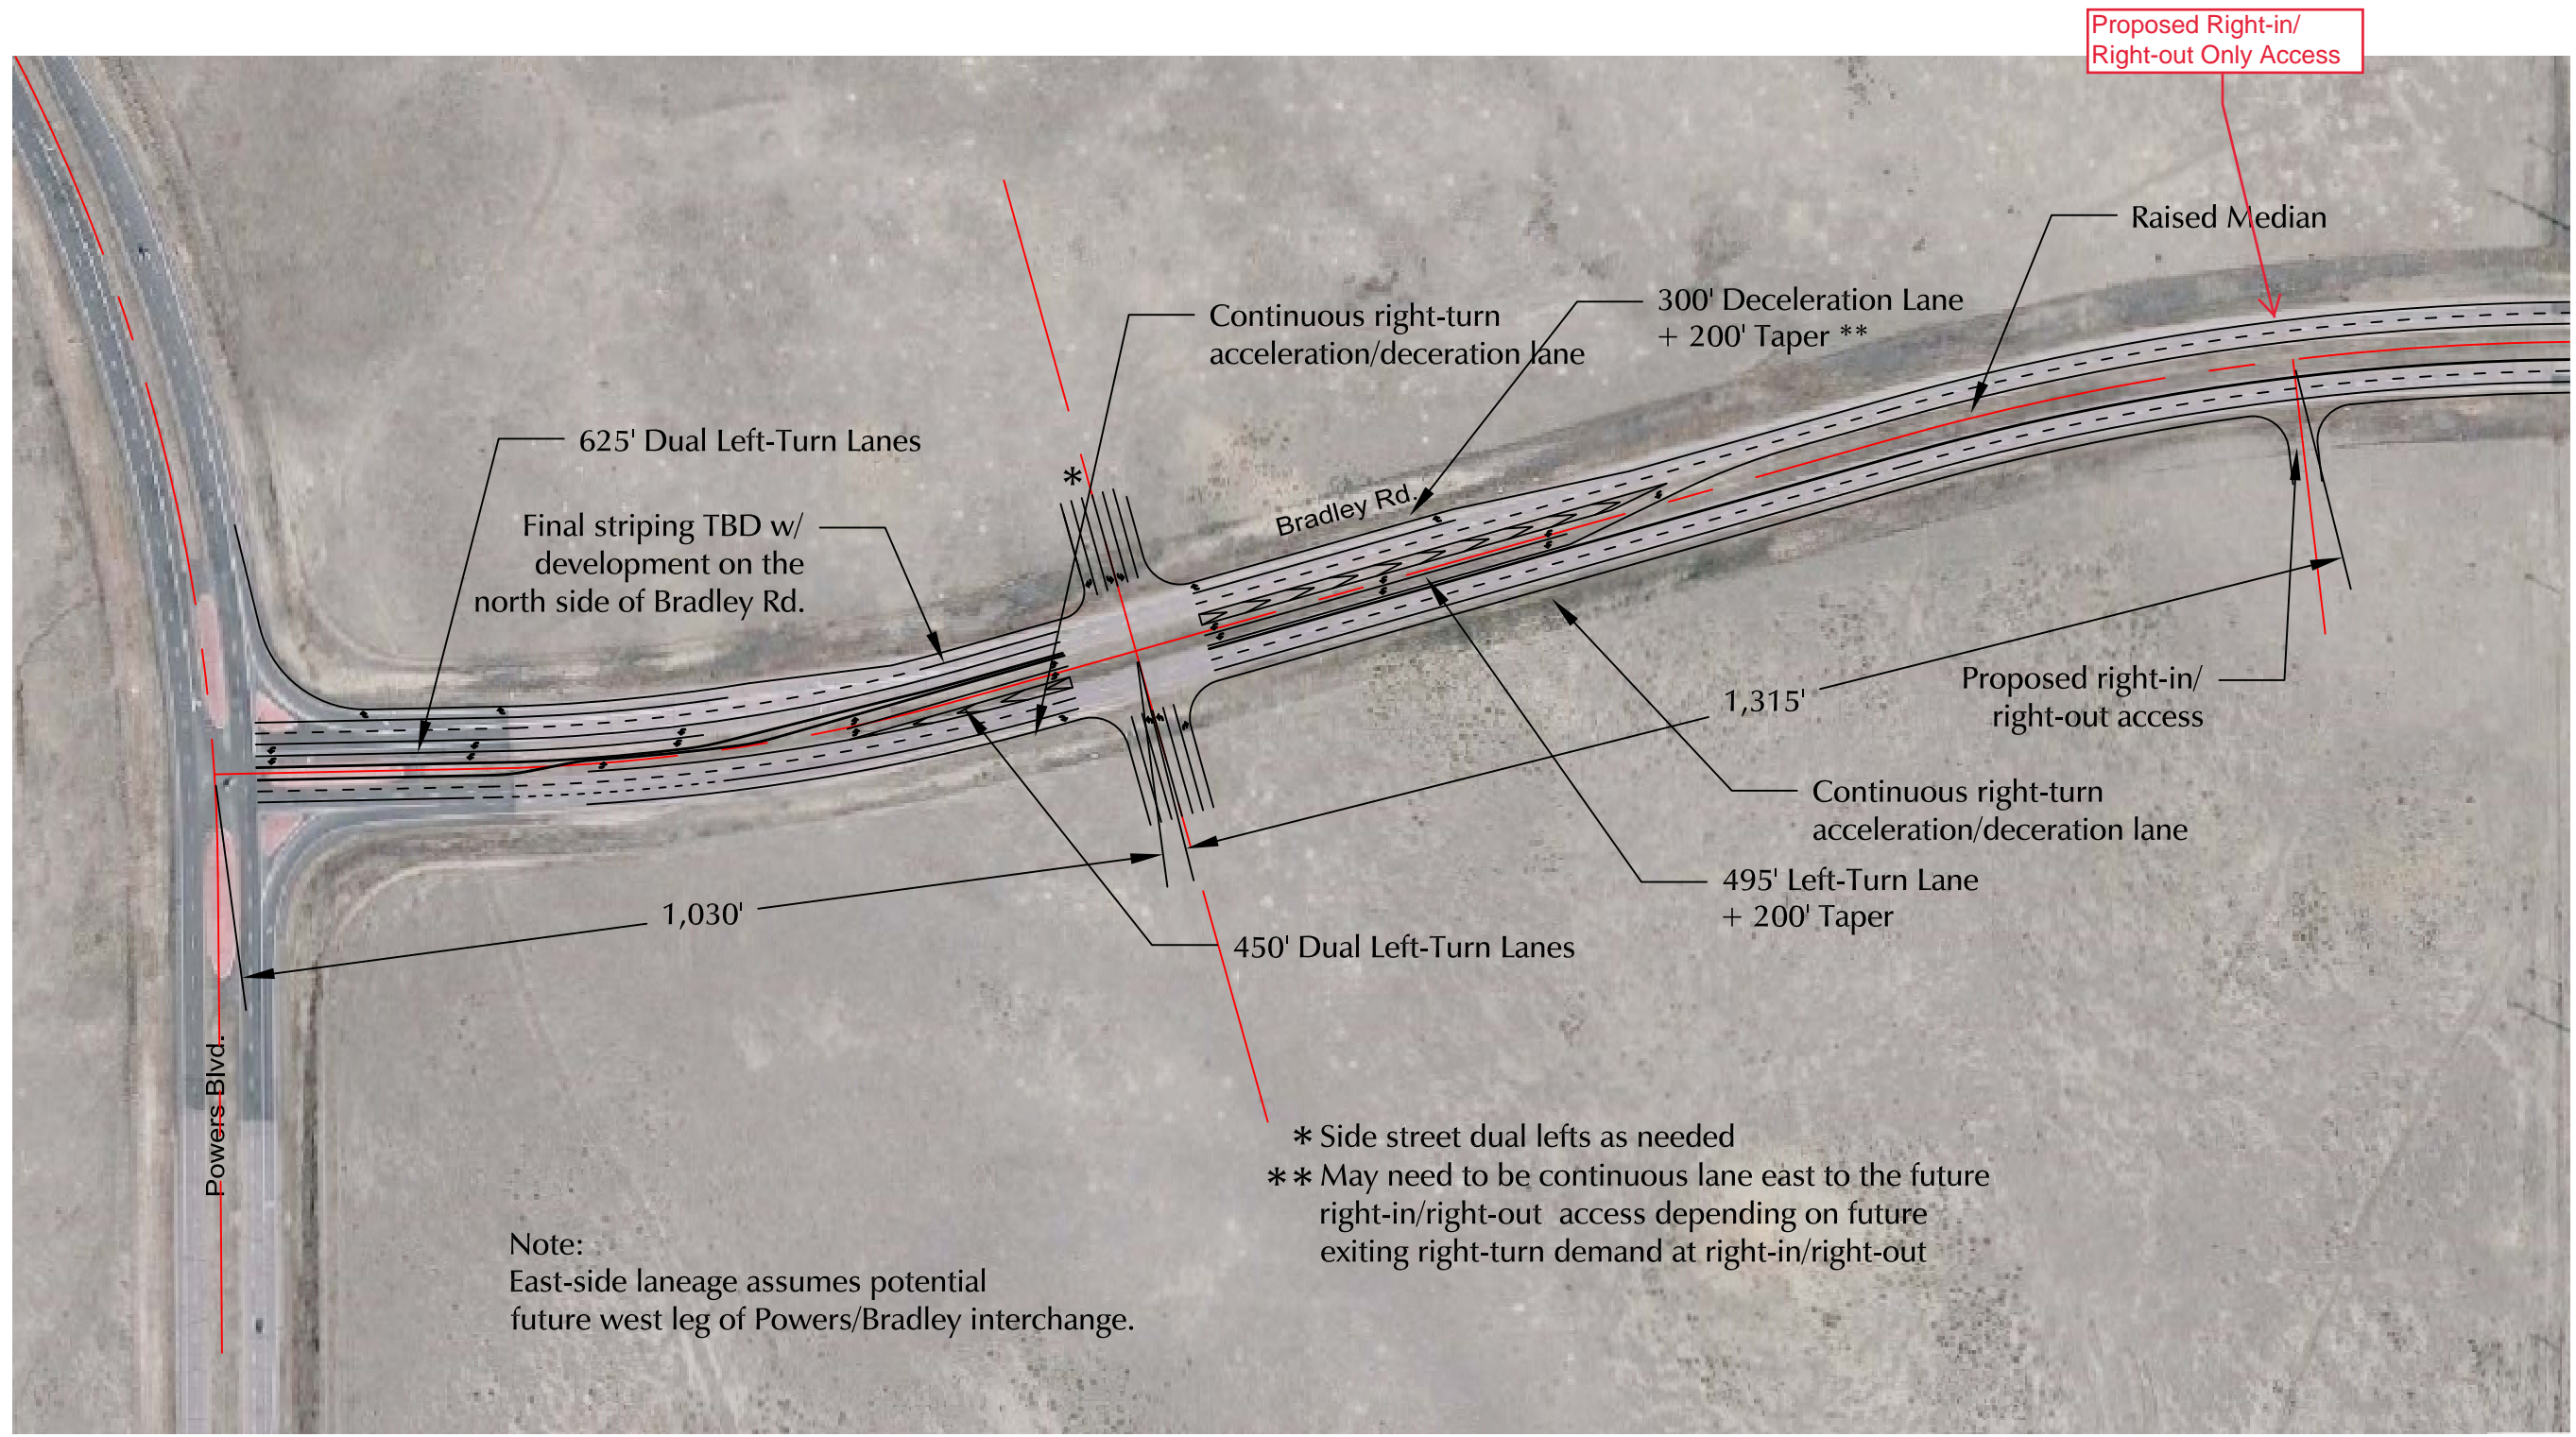 Proposed Right-in/
Right-out Only Access
Raised Median
300' Deceleration Lane
+ 200' Taper **
Continuous right-turn
acceleration/deceration lane
625' Dual Left-Turn Lanes
*
Bradley Rd.
Final striping TBD w/
development on the
north side of Bradley Rd.
Proposed right-in/
right-out access
1,315'
Continuous right-turn
acceleration/deceration lane
495' Left-Turn Lane
+ 200' Taper
1,030'
450' Dual Left-Turn Lanes
Powers Blvd.
* Side street dual lefts as needed
** May need to be continuous lane east to the future
right-in/right-out access depending on future
exiting right-turn demand at right-in/right-out
Note:
East-side laneage assumes potential
future west leg of Powers/Bradley interchange.